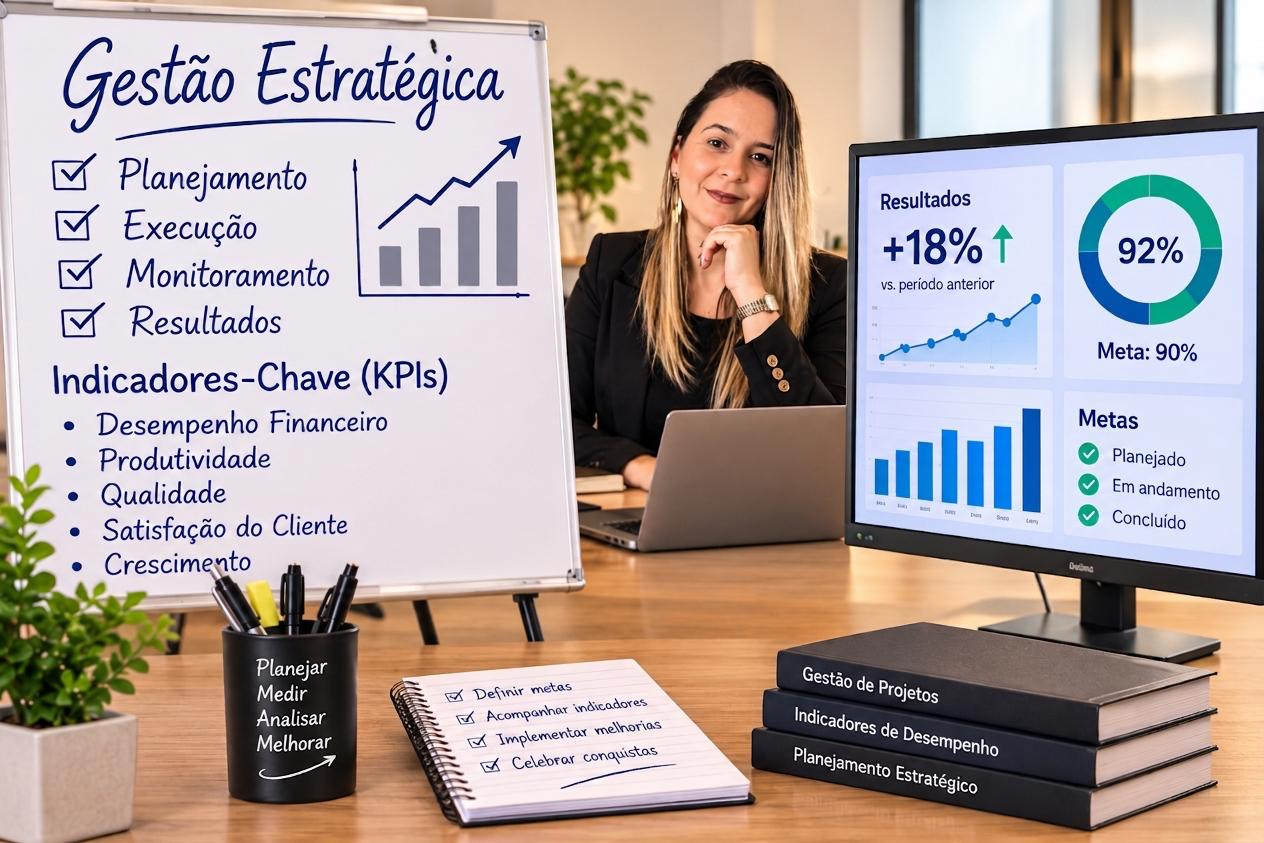 Gestão Estratégica
Planejamento
Execução
Monitoramento
Resultados
Indicadores-Chave (KPIs)
• Desempenho Financeiro
• Produtividade
• Qualidade
• Satisfação do Cliente
• Crescimento
Resultados
+18%
vs. período anterior
92%
Meta: 90%
Metas
Planejado
Em andamento
Concluído
Planejar
Medir
Analisar
Melhorar
Definir metas
Acompanhar indicadores
Implementar melhorias
Celebrar conquistas
Gestão de Projetos
Indicadores de Desempenho
Planejamento Estratégico